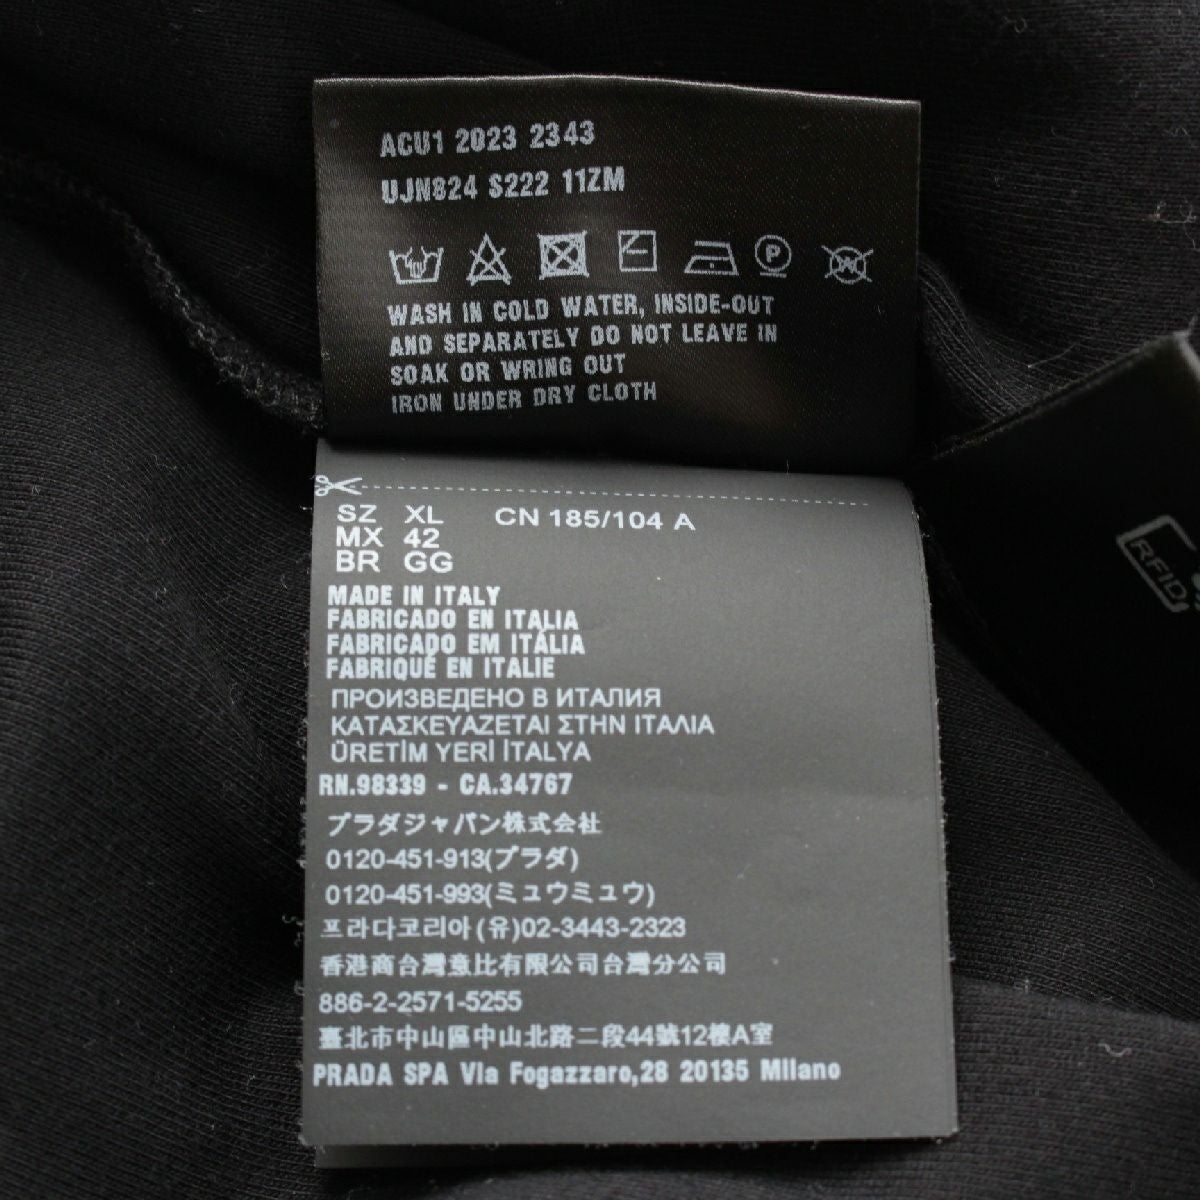 ACU1 2023 2343
UJN824 S222 11ZM
P
W
WASH IN COLD WATER, INSIDE-OUT
AND SEPARATELY DO NOT LEAVE IN
SOAK OR WRING OUT
IRON UNDER DRY CLOTH
SZ XL CN 185/104 A
MX 42
BR GG
MADE IN ITALY
FABRICADO EN ITALIA
FABRICADO EM ITÁLIA
FABRIQUÉ EN ITALIE
ПРОИЗВЕДЕНО В ИТАЛИЯ
ΚΑΤΑΣΚΕΥΑΖΕΤΑΙ ΣΤΗΝ ΙΤΑΛΙΑ
ÜRETİM YERİ İTALYA
RN.98339 - CA.34767
プラダジャパン株式会社
0120-451-913(プラダ)
0120-451-993(ミュウミュウ)
프라다코리아(유)02-3443-2323
香港商台灣意比有限公司台灣分公司
886-2-2571-5255
臺北市中山區中山北路二段44號12樓A室
PRADA SPA Via Fogazzaro,28 20135 Milano
RFID